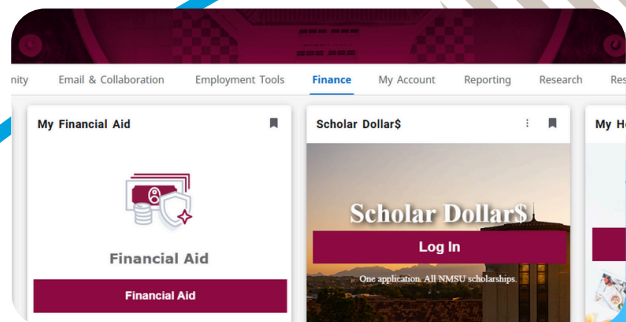 nity Email & Collaboration Employment Tools Finance My Account Reporting Research Res
My Financial Aid
Financial Aid
Financial Aid
Scholar Dollar$
Scholar Dollar$
Log In
One application. All NMSU scholarships.
My H